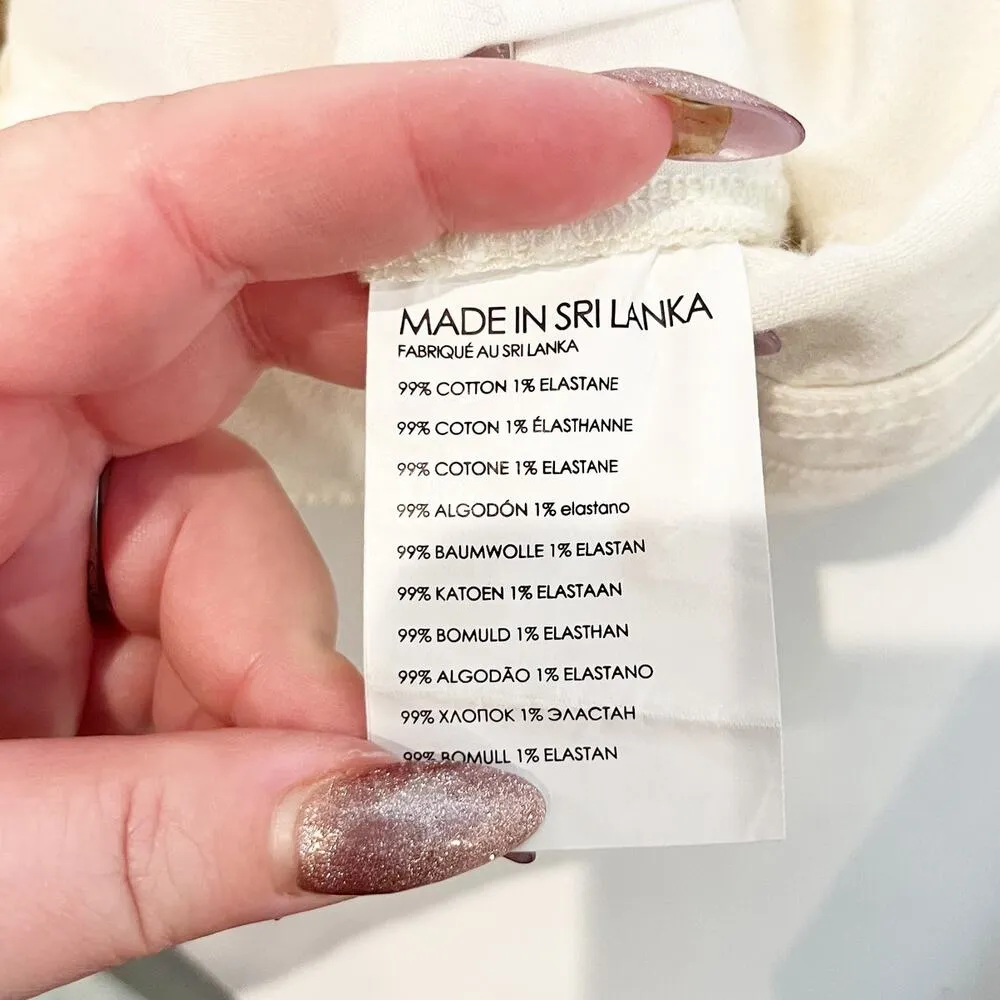 MADE IN SRI LANKA
FABRIQUÉ AU SRI LANKA
99% COTTON 1% ELASTANE
99% COTON 1% ÉLASTHANNE
99% COTONE 1% ELASTANE
99% ALGODÓN 1% elastano
99% BAUMWOLLE 1% ELASTAN
99% KATOEN 1% ELASTAAN
99% BOMULD 1% ELASTHAN
99% ALGODÃO 1% ELASTANO
99% ХЛОПОК 1% ЭЛАСТАН
99% BOMULL 1% ELASTAN